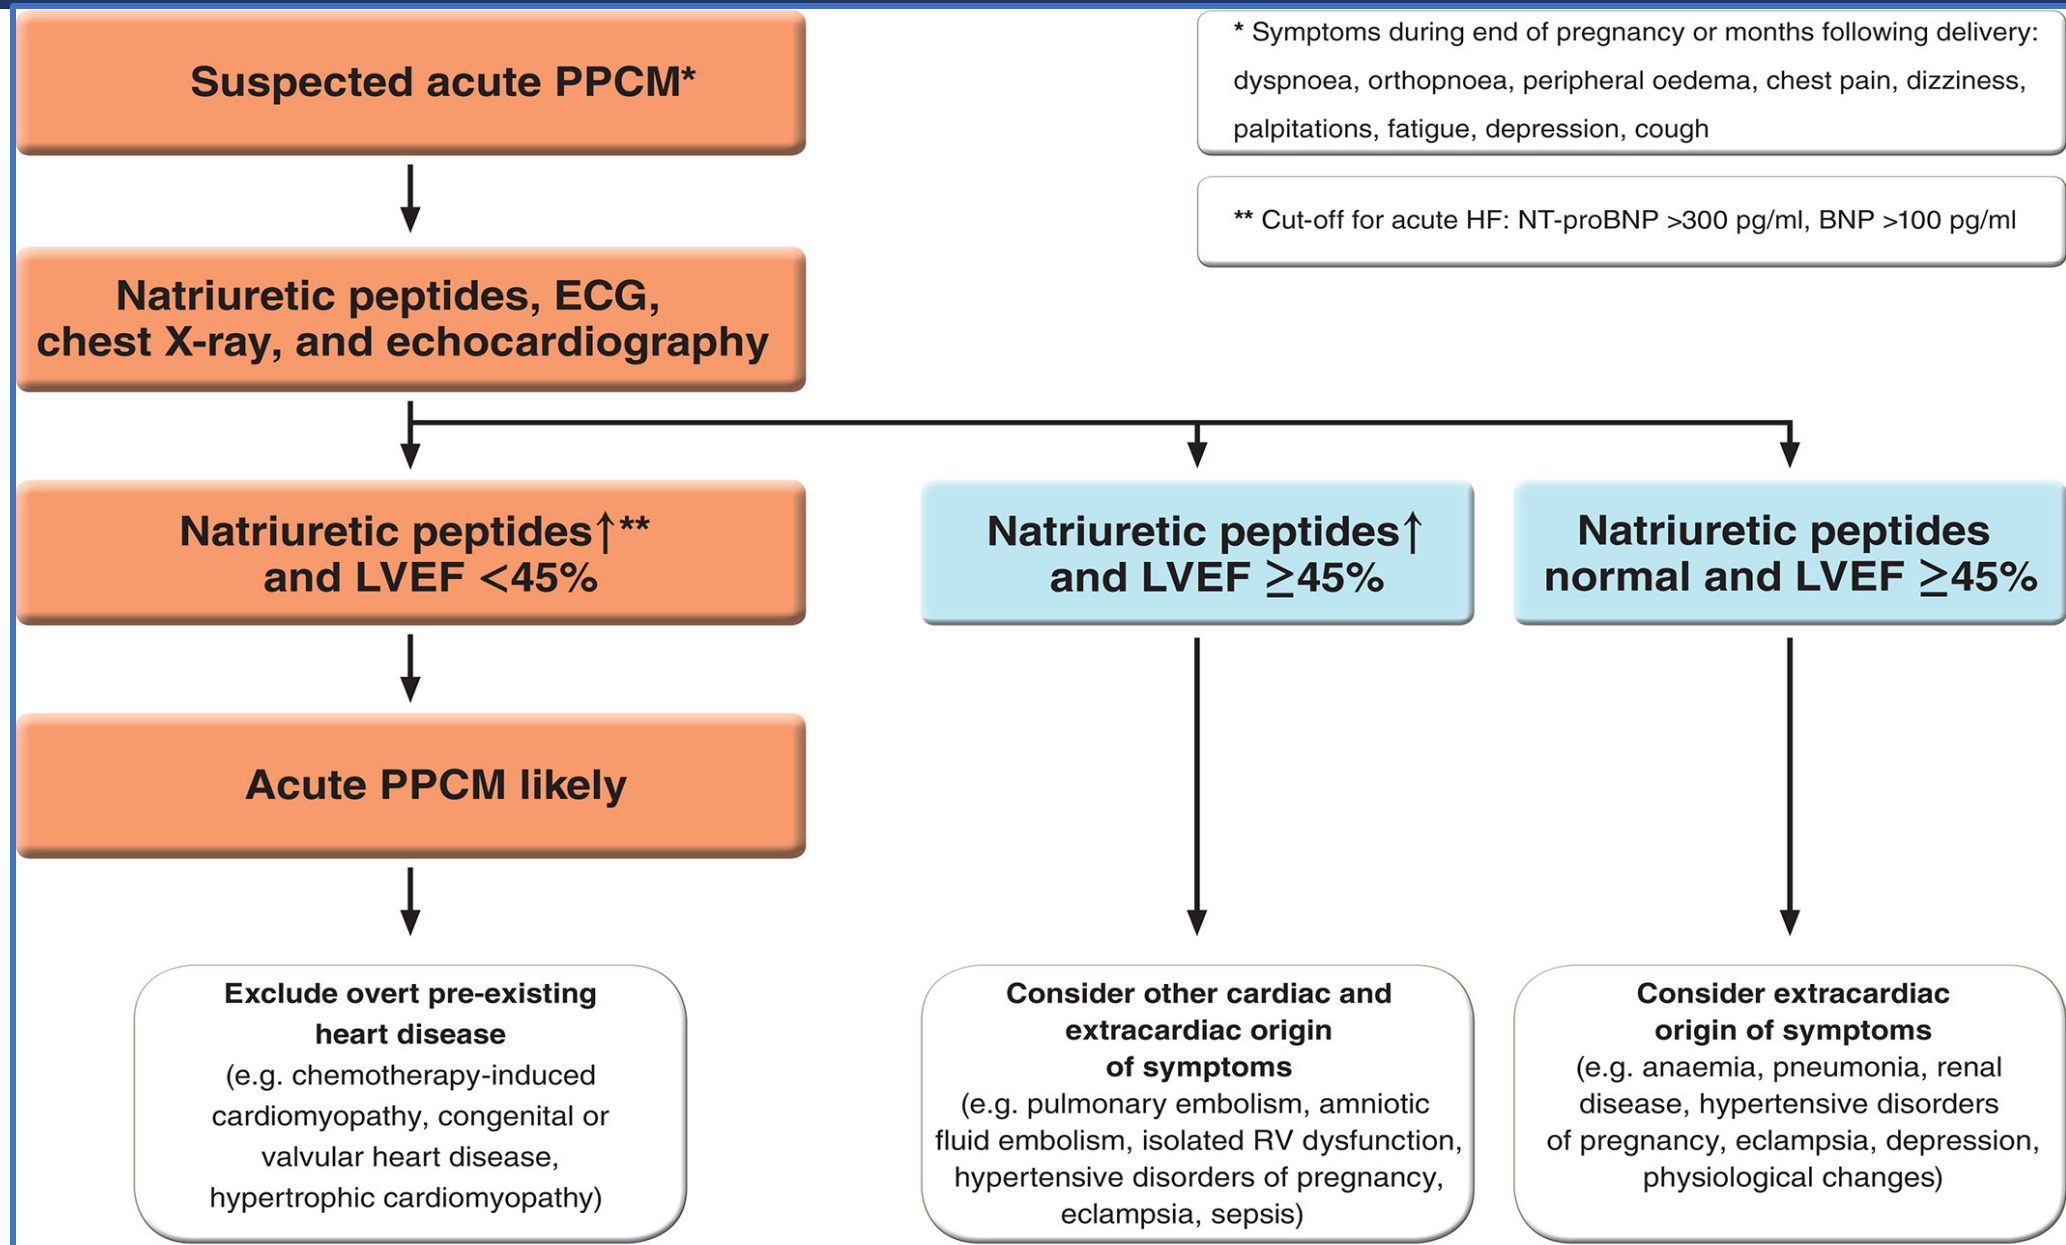 Suspected acute PPCM*
* Symptoms during end of pregnancy or months following delivery:
dyspnoea, orthopnoea, peripheral oedema, chest pain, dizziness,
palpitations, fatigue, depression, cough
** Cut-off for acute HF: NT-proBNP >300 pg/ml, BNP >100 pg/ml
Natriuretic peptides, ECG,
chest X-ray, and echocardiography
Natriuretic peptides↑**
and LVEF <45%
Natriuretic peptides↑
and LVEF ≥45%
Natriuretic peptides
normal and LVEF ≥45%
Acute PPCM likely
Exclude overt pre-existing
heart disease
(e.g. chemotherapy-induced
cardiomyopathy, congenital or
valvular heart disease,
hypertrophic cardiomyopathy)
Consider other cardiac and
extracardiac origin
of symptoms
(e.g. pulmonary embolism, amniotic
fluid embolism, isolated RV dysfunction,
hypertensive disorders of pregnancy,
eclampsia, sepsis)
Consider extracardiac
origin of symptoms
(e.g. anaemia, pneumonia, renal
disease, hypertensive disorders
of pregnancy, eclampsia, depression,
physiological changes)